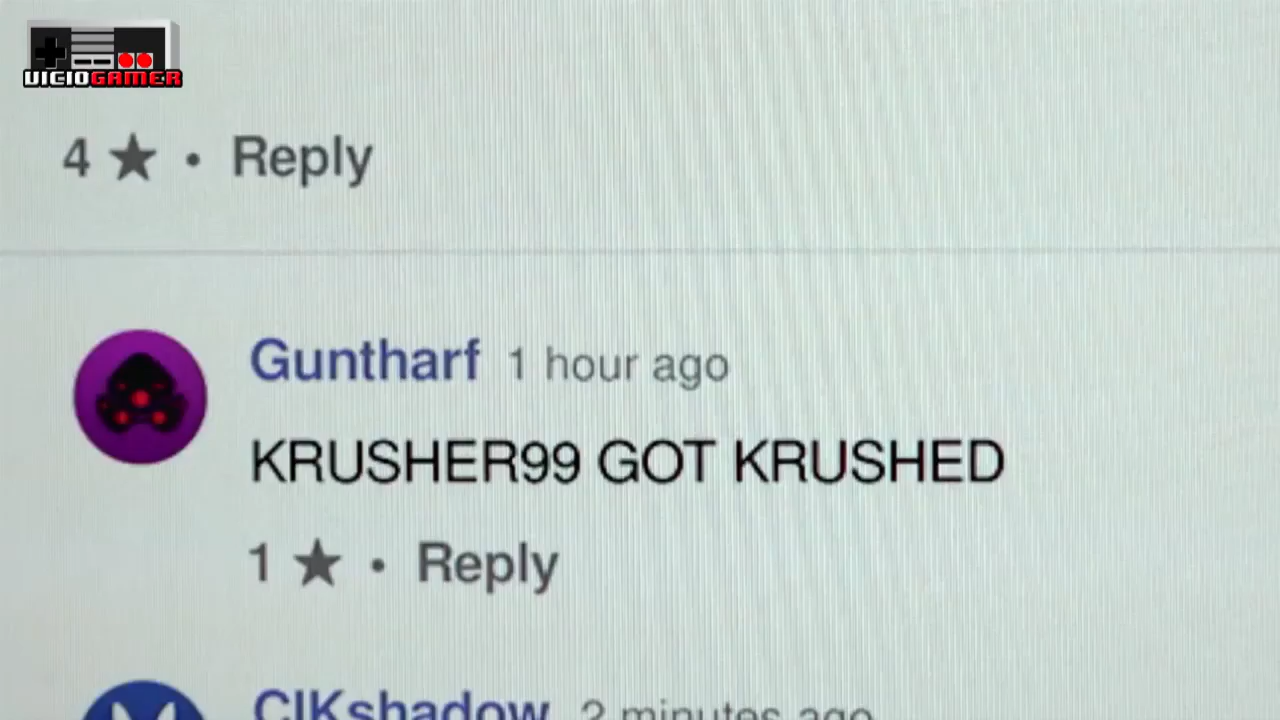 VICIOGAMER
4 ★ • Reply
Guntharf 1 hour ago
KRUSHER99 GOT KRUSHED
1 ★ • Reply
ClKshadow 2 minutes ago